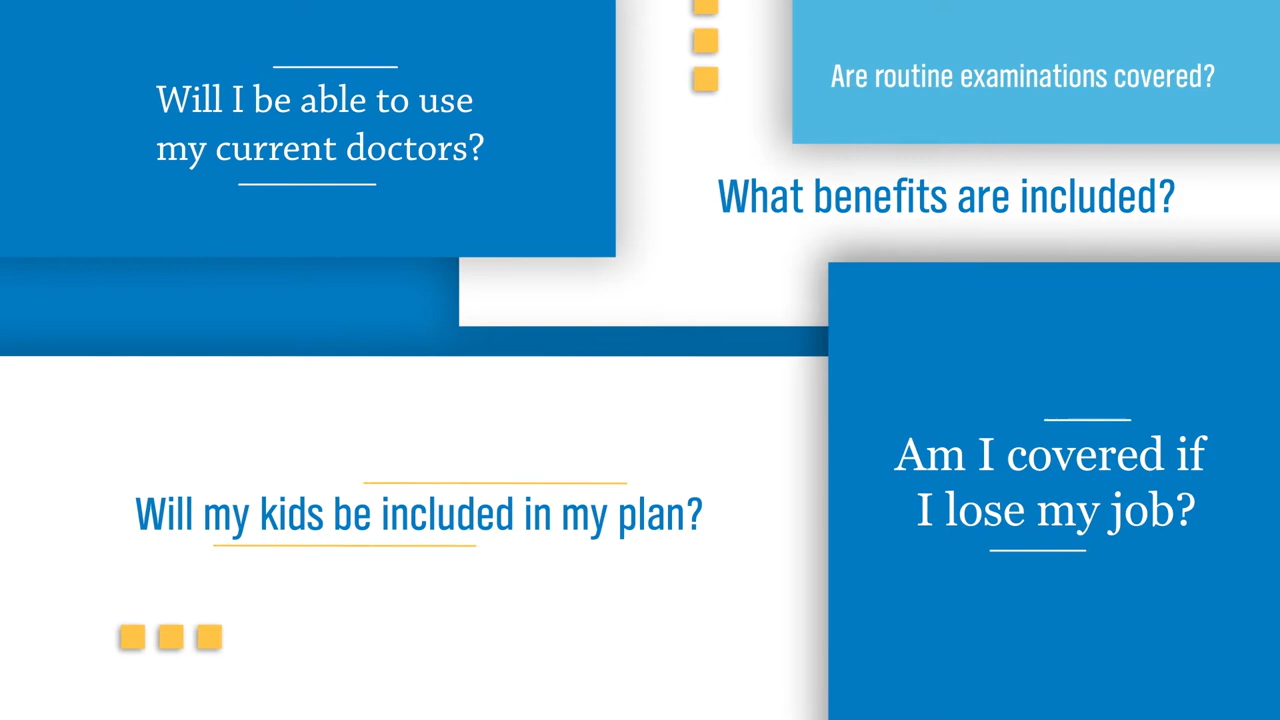 Will I be able to use
my current doctors?
Are routine examinations covered?
What benefits are included?
Will my kids be included in my plan?
Am I covered if
I lose my job?